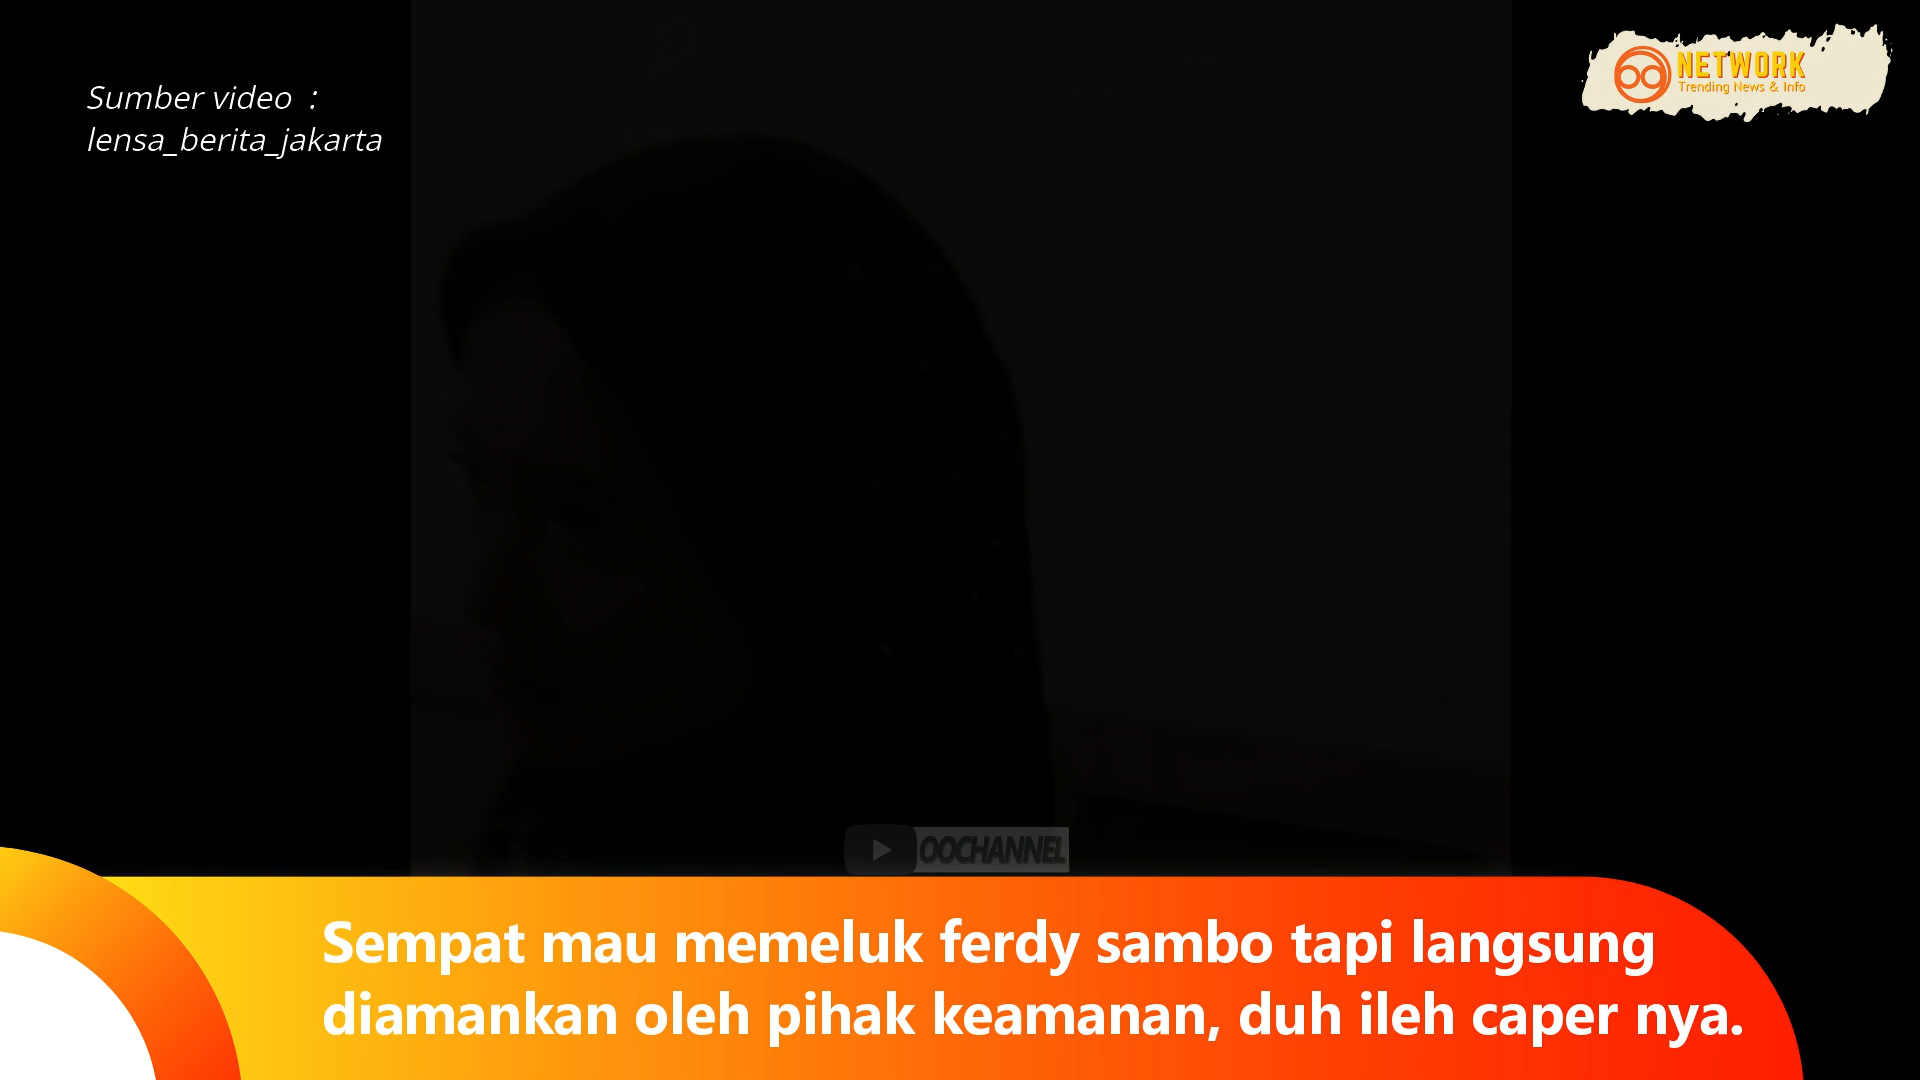 Sumber video :
lensa_berita_jakarta
NETWORK
Trending News & Info
OOCHANNEL
Sempat mau memeluk ferdy sambo tapi langsung
diamankan oleh pihak keamanan, duh ileh caper nya.